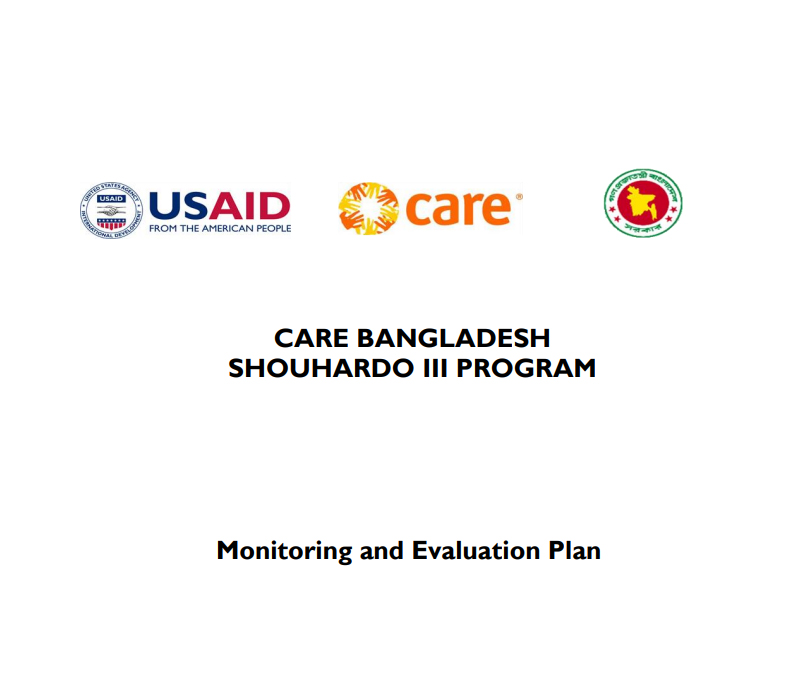 UNITED STATES AGENCY
INTERNATIONAL DEVELOPMENT
USAID
USAID
FROM THE AMERICAN PEOPLE
care®
গণপ্রজাতন্ত্রী বাংলাদেশ
সরকার
CARE BANGLADESH
SHOUHARDO III PROGRAM
Monitoring and Evaluation Plan